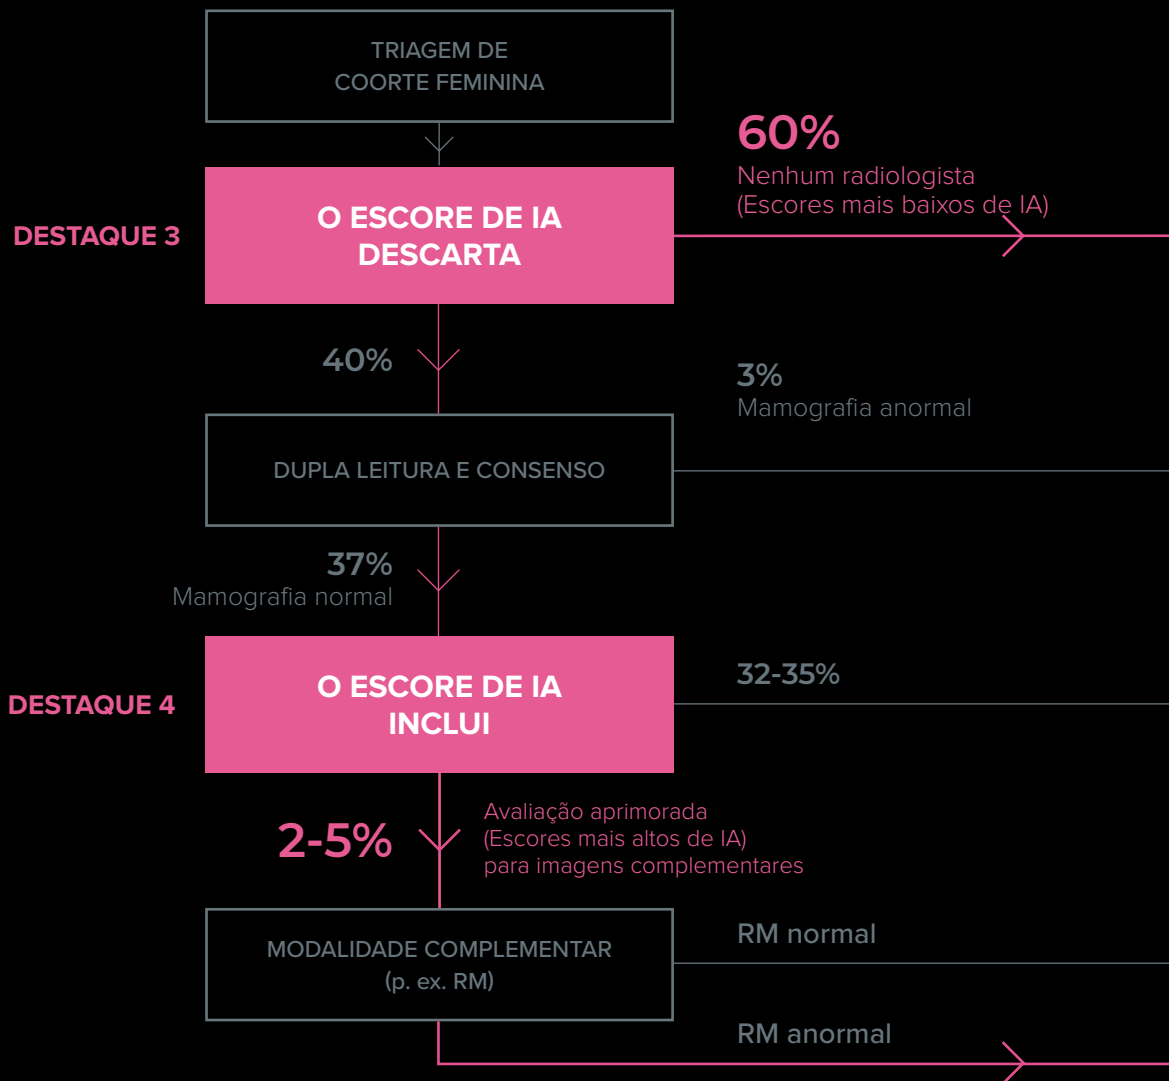 TRIAGEM DE
COORTE FEMININA
60%
Nenhum radiologista
(Escores mais baixos de IA)
DESTAQUE 3
O ESCORE DE IA
DESCARTA
40%
3%
Mamografia anormal
DUPLA LEITURA E CONSENSO
37%
Mamografia normal
DESTAQUE 4
O ESCORE DE IA
INCLUI
32-35%
2-5%
Avaliação aprimorada
(Escores mais altos de IA)
para imagens complementares
MODALIDADE COMPLEMENTAR
(p. ex. RM)
RM normal
RM anormal